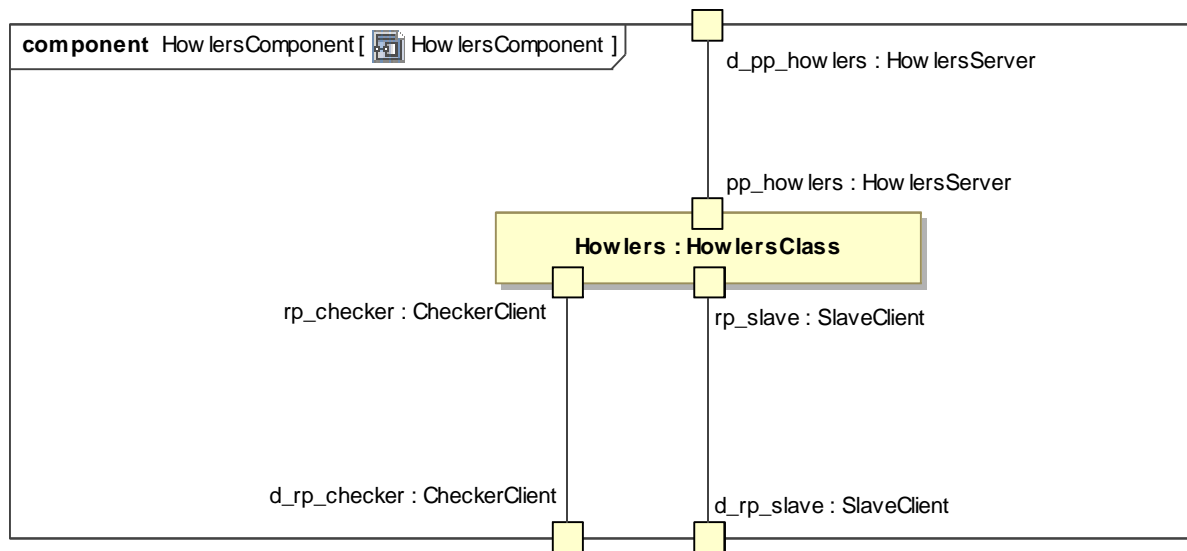 component HowlersComponent [ HowlersComponent ]
d_pp_howlers : HowlersServer
pp_howlers : HowlersServer
Howlers : HowlersClass
rp_checker : CheckerClient
rp_slave : SlaveClient
d_rp_checker : CheckerClient
d_rp_slave : SlaveClient